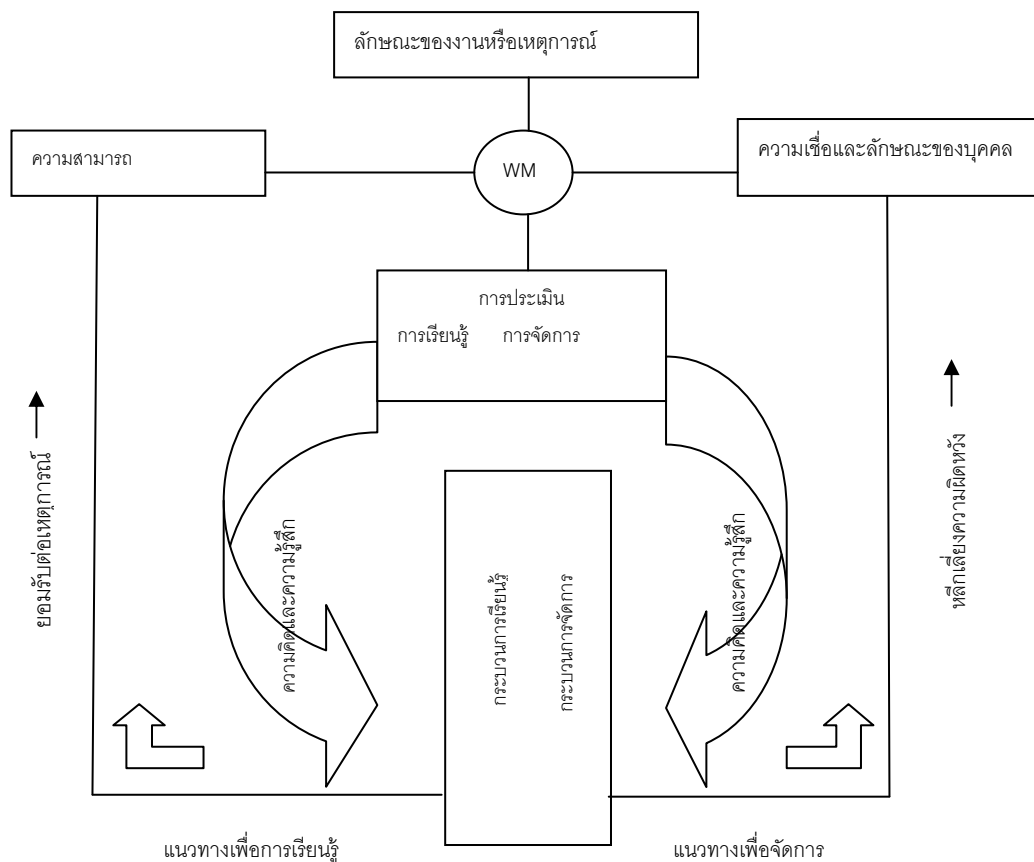 ลักษณะของงานหรือเหตุการณ์
ความสามารถ
WM
ความเชื่อและลักษณะของบุคคล
การประเมิน
การเรียนรู้ การจัดการ
ยอมรับต่อเหตุการณ์
ความคิดและความรู้สึก
กระบวนการเรียนรู้
กระบวนการจัดการ
ความคิดและความรู้สึก
หลีกเลี่ยงความผิดหวัง
แนวทางเพื่อการเรียนรู้
แนวทางเพื่อจัดการ